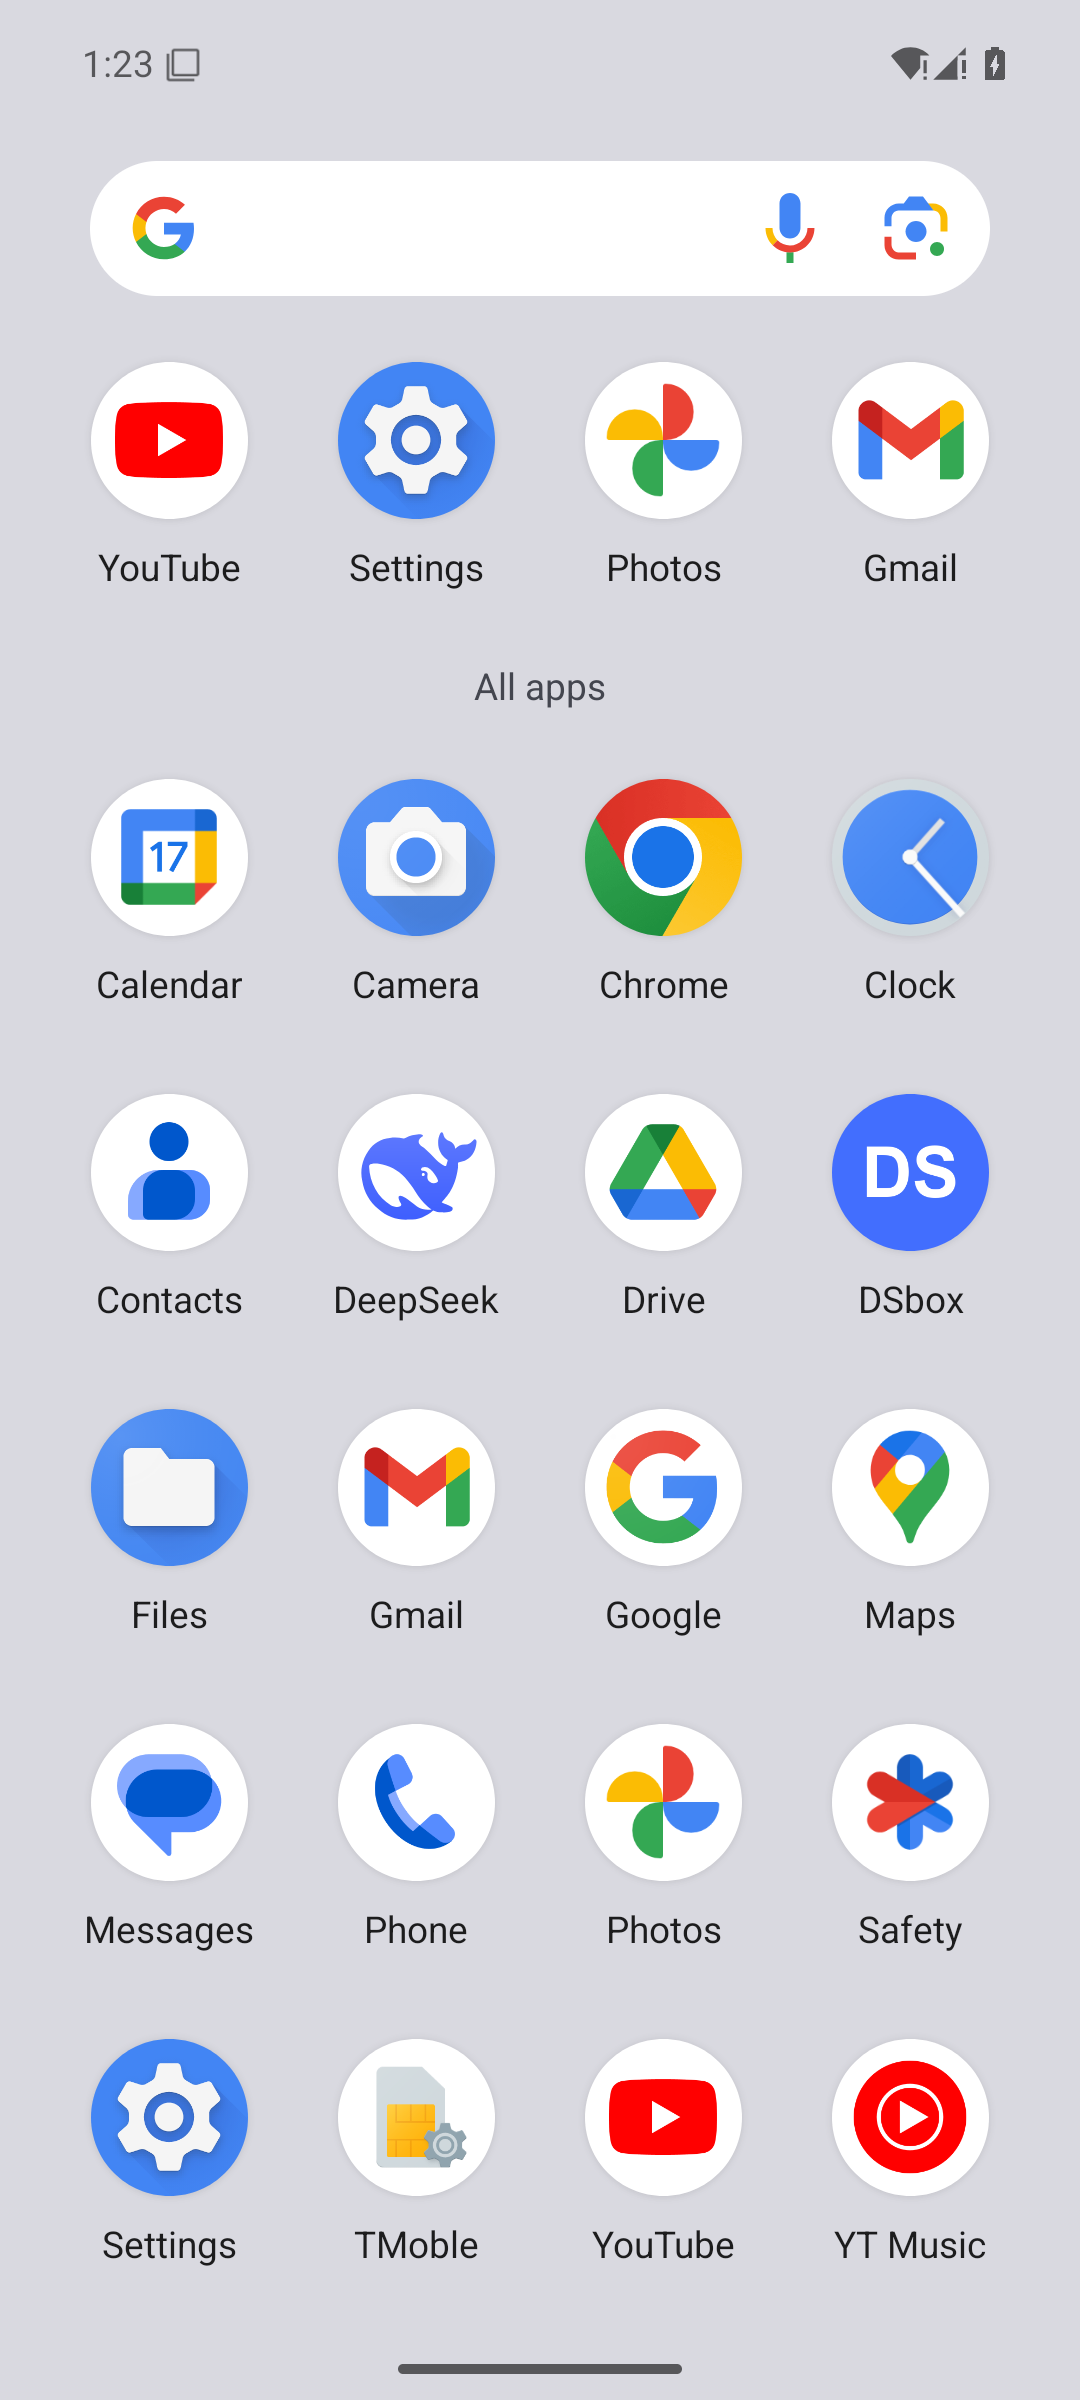 1:23
YouTube Settings Photos Gmail
All apps
17
Calendar Camera Chrome Clock
DS
Contacts DeepSeek Drive DSbox
Files Gmail Google Maps
Messages Phone Photos Safety
Settings TMoble YouTube YT Music